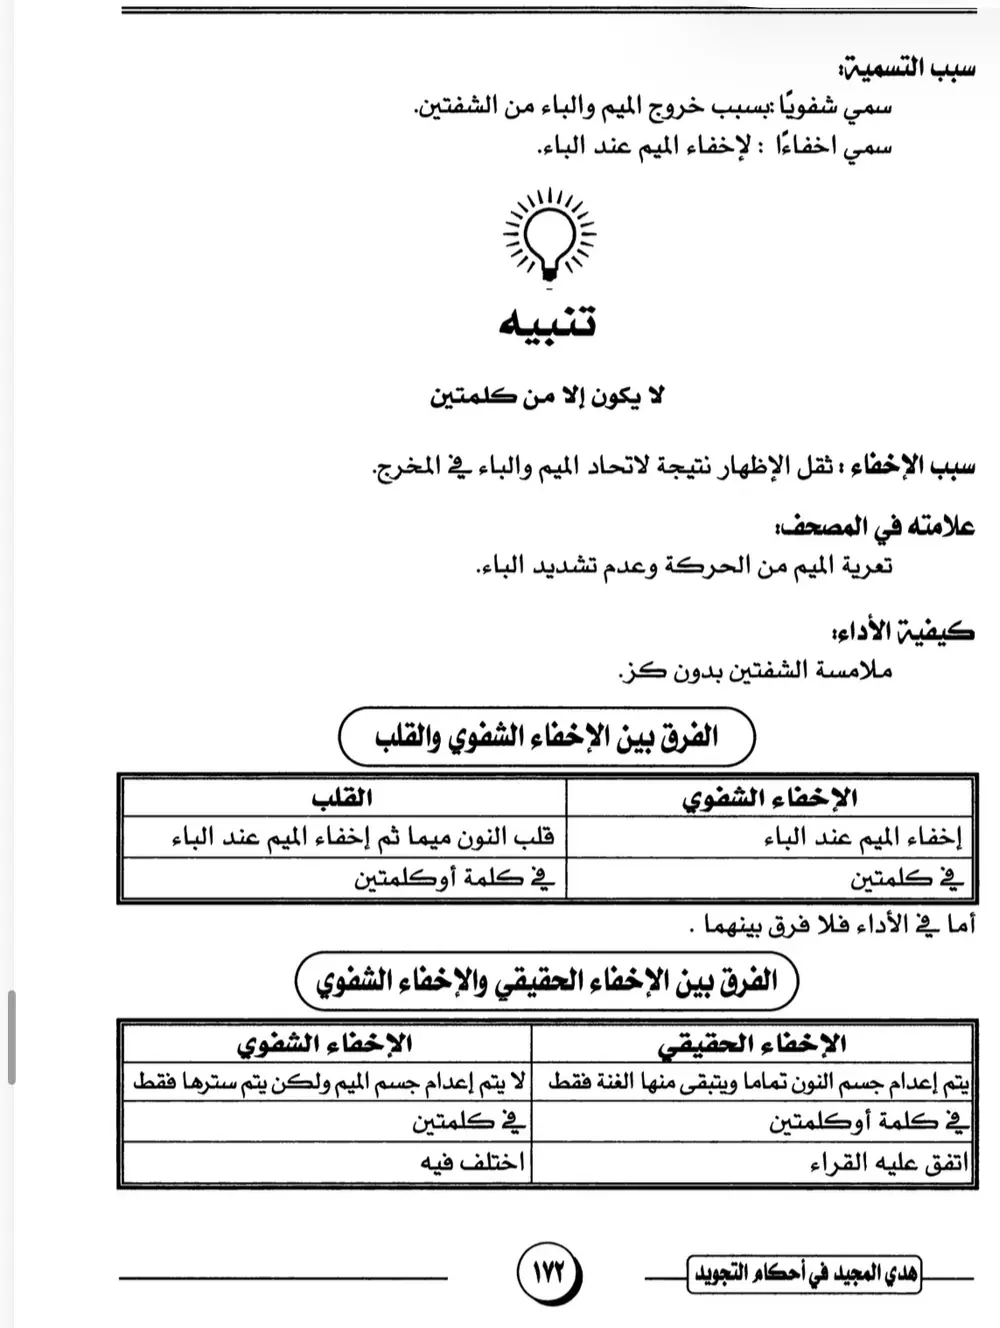 سبب التسمية:
سمي شفويًا :بسبب خروج الميم والباء من الشفتين.
سمي اخفاءًا : لإخفاء الميم عند الباء.
تنبيه
لا يكون إلا من كلمتين
سبب الإخفاء : ثقل الإظهار نتيجة لاتحاد الميم والباء في المخرج.
علامته في المصحف:
تعرية الميم من الحركة وعدم تشديد الباء.
كيفية الأداء:
ملامسة الشفتين بدون كز.
الفرق بين الإخفاء الشفوي والقلب
الإخفاء الشفوي القلب
إخفاء الميم عند الباء قلب النون ميما ثم إخفاء الميم عند الباء
في كلمتين في كلمة أوكلمتين
أما في الأداء فلا فرق بينهما .
الفرق بين الإخفاء الحقيقي والإخفاء الشفوي
الإخفاء الحقيقي الإخفاء الشفوي
يتم إعدام جسم النون تماما ويتبقى منها الغنة فقط لا يتم إعدام جسم الميم ولكن يتم سترها فقط
في كلمة أوكلمتين في كلمتين
اتفق عليه القراء اختلف فيه
هدي المجيد في أحكام التجويد ١٧٢